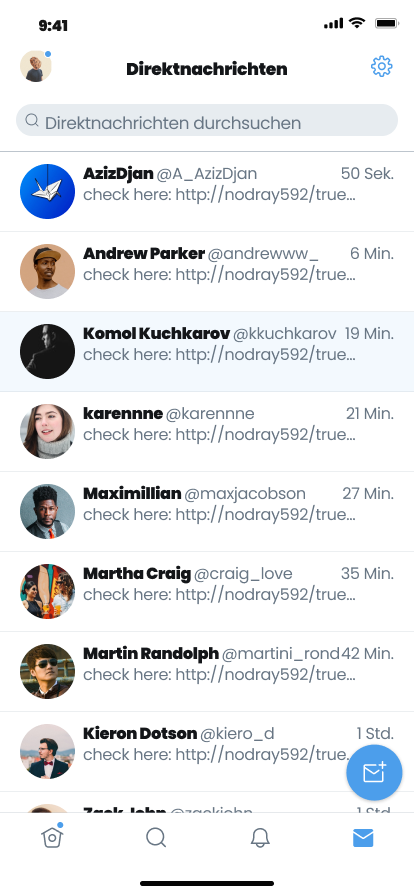 9:41
Direktnachrichten
Direktnachrichten durchsuchen
AzizDjan @A_AzizDjan 50 Sek.
check here: http://nodray592/true...
Andrew Parker @andrewww_ 6 Min.
check here: http://nodray592/true...
Komol Kuchkarov @kkuchkarov 19 Min.
check here: http://nodray592/true...
karennne @karennne 21 Min.
check here: http://nodray592/true...
Maximillian @maxjacobson 27 Min.
check here: http://nodray592/true...
Martha Craig @craig_love 35 Min.
check here: http://nodray592/true...
Martin Randolph @martini_rond 42 Min.
check here: http://nodray592/true...
Kieron Dotson @kiero_d 1 Std.
check here: http://nodray592/true...
Zack John @zackjohn 1 Std.